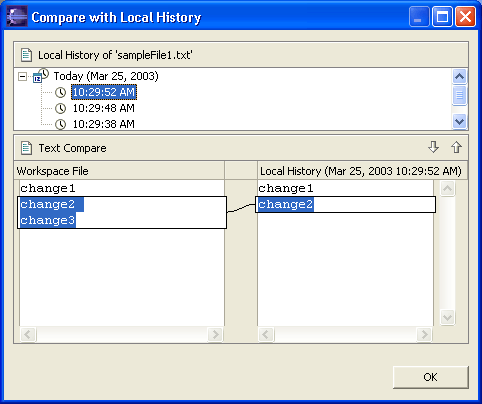 Compare with Local History
Local History of 'sampleFile1.txt'
Today (Mar 25, 2003)
10:29:52 AM
10:29:48 AM
10:29:38 AM
Text Compare
Workspace File
Local History (Mar 25, 2003 10:29:52 AM)
change1
change1
change2
change2
change3
OK